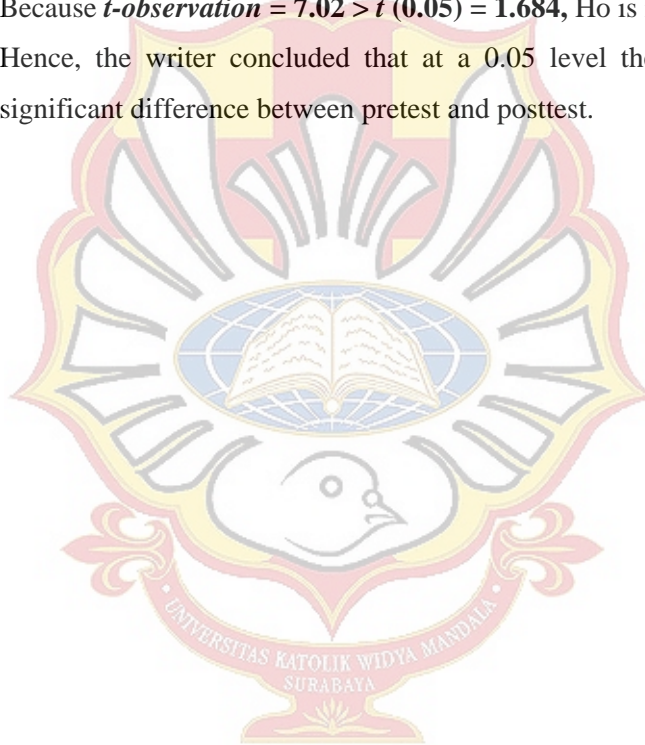 Because t-observation = 7.02 > t (0.05) = 1.684, Ho is
Hence, the writer concluded that at a 0.05 level the
significant difference between pretest and posttest.
UNIVERSITAS KATOLIK WIDYA MANDALA
SURABAYA